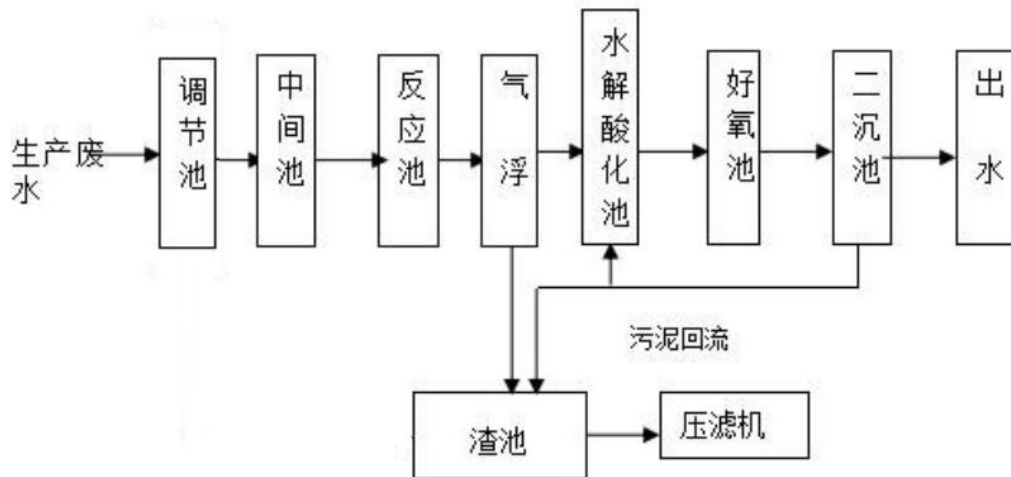 生产废
水
调节池
中间池
反应池
气浮
水解酸化池
好氧池
二沉池
出水
污泥回流
渣池
压滤机